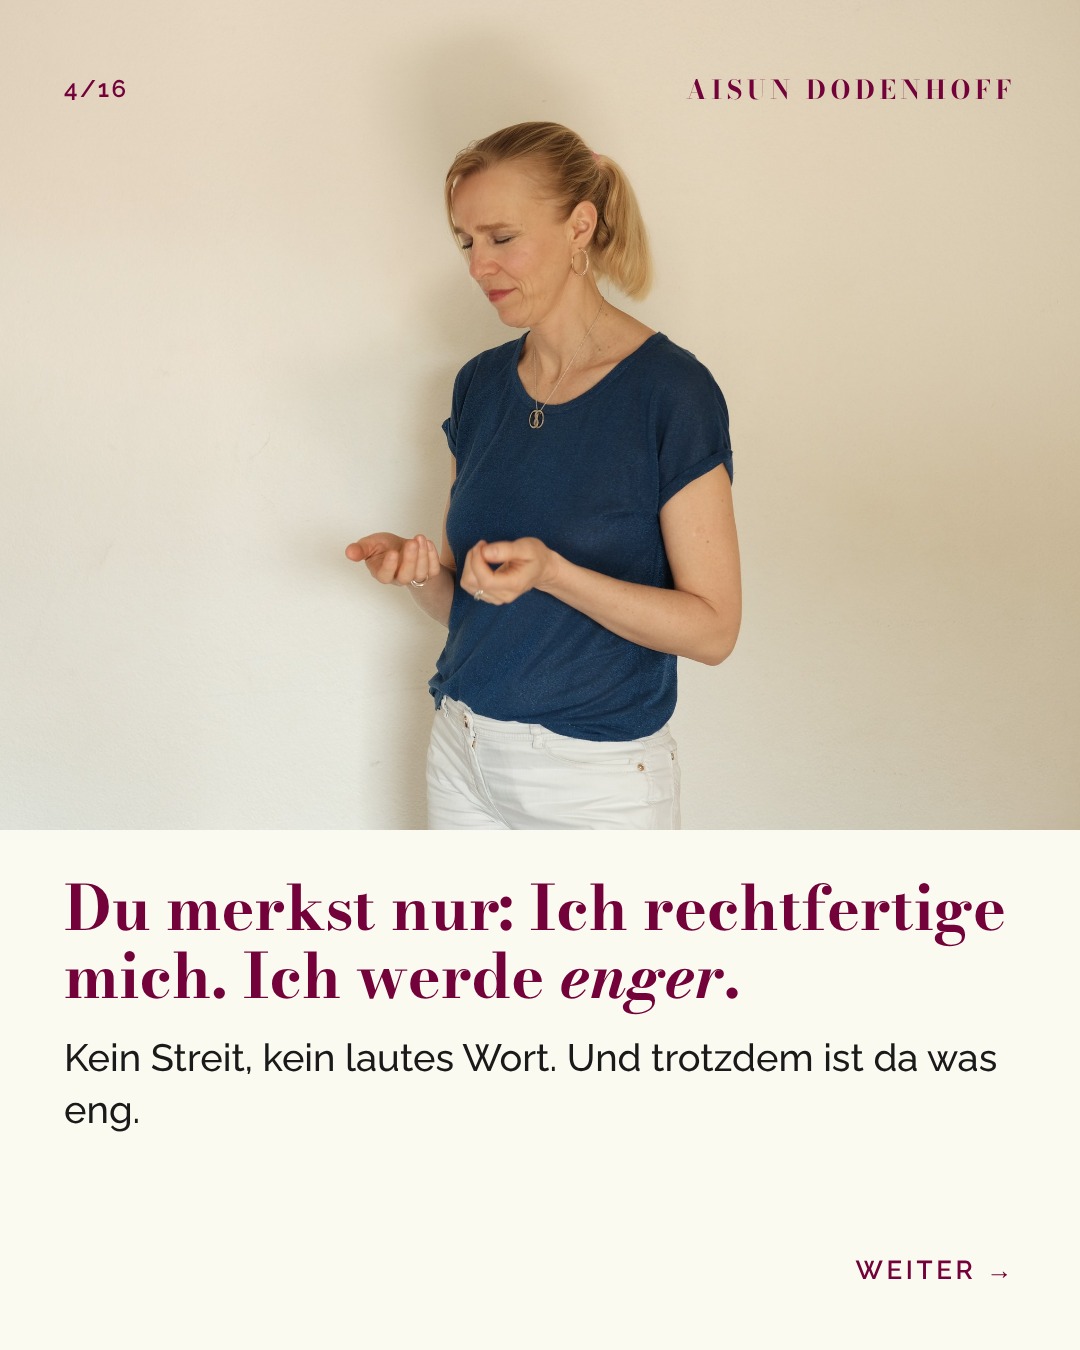 4/16
AISUN DODENHOFF
Du merkst nur: Ich rechtfertige
mich. Ich werde enger.
Kein Streit, kein lautes Wort. Und trotzdem ist da was
eng.
WEITER →